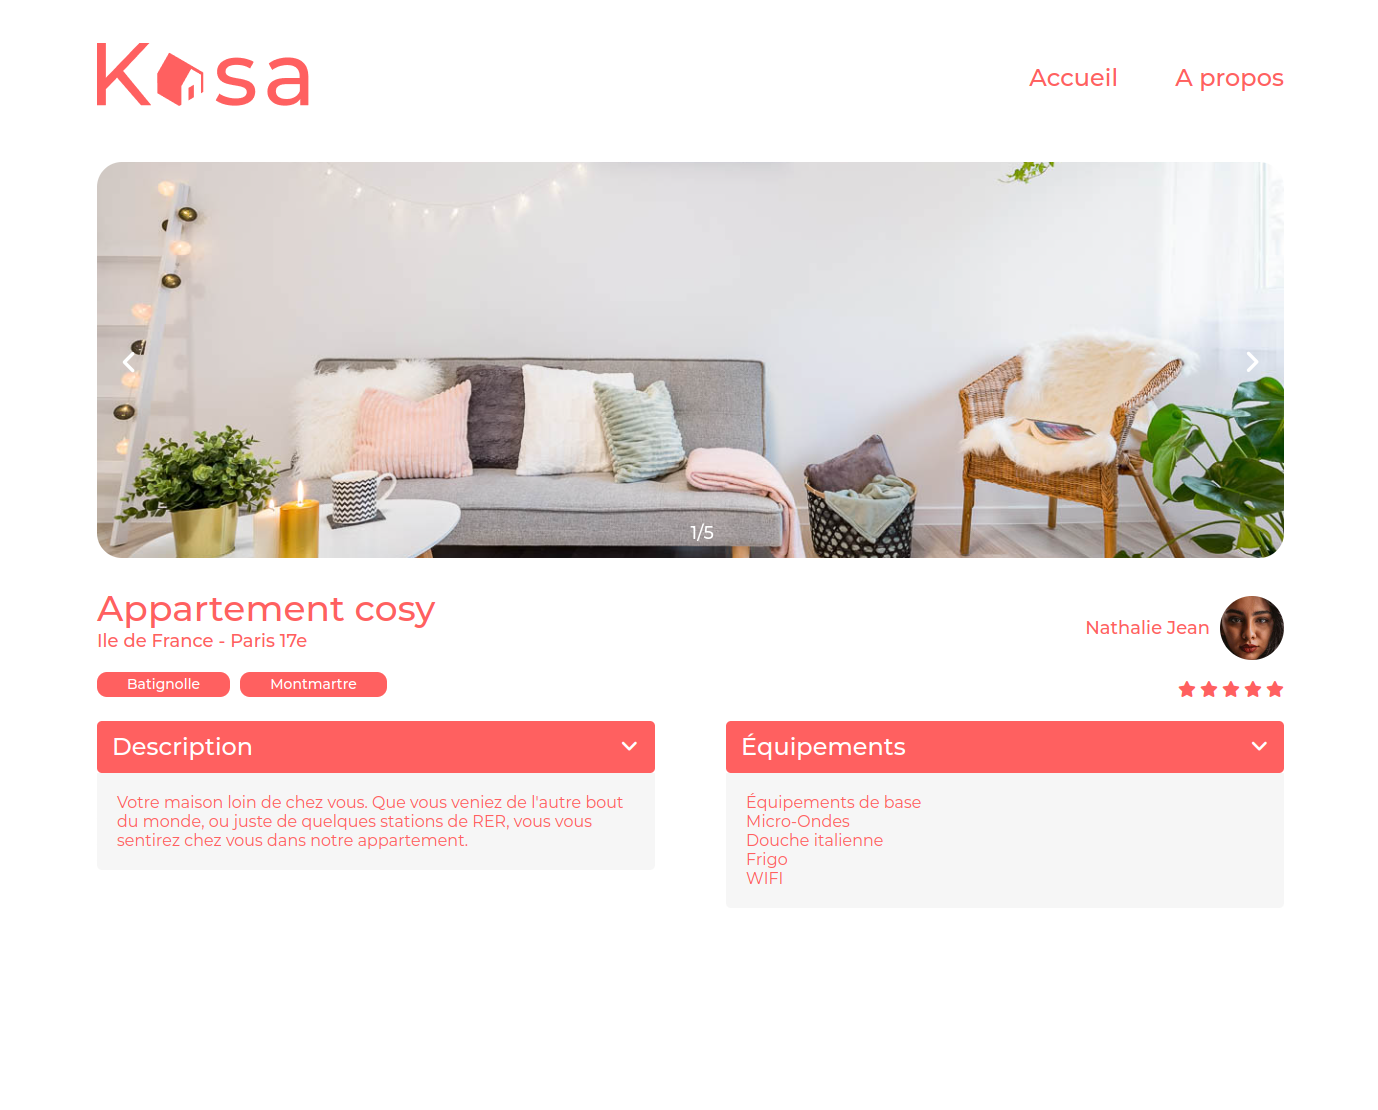 Kasa
Accueil
A propos
1/5
Appartement cosy
Ile de France - Paris 17e
Nathalie Jean
Batignolle
Montmartre
Description
Équipements
Votre maison loin de chez vous. Que vous veniez de l'autre bout
du monde, ou juste de quelques stations de RER, vous vous
sentirez chez vous dans notre appartement.
Équipements de base
Micro-Ondes
Douche italienne
Frigo
WIFI